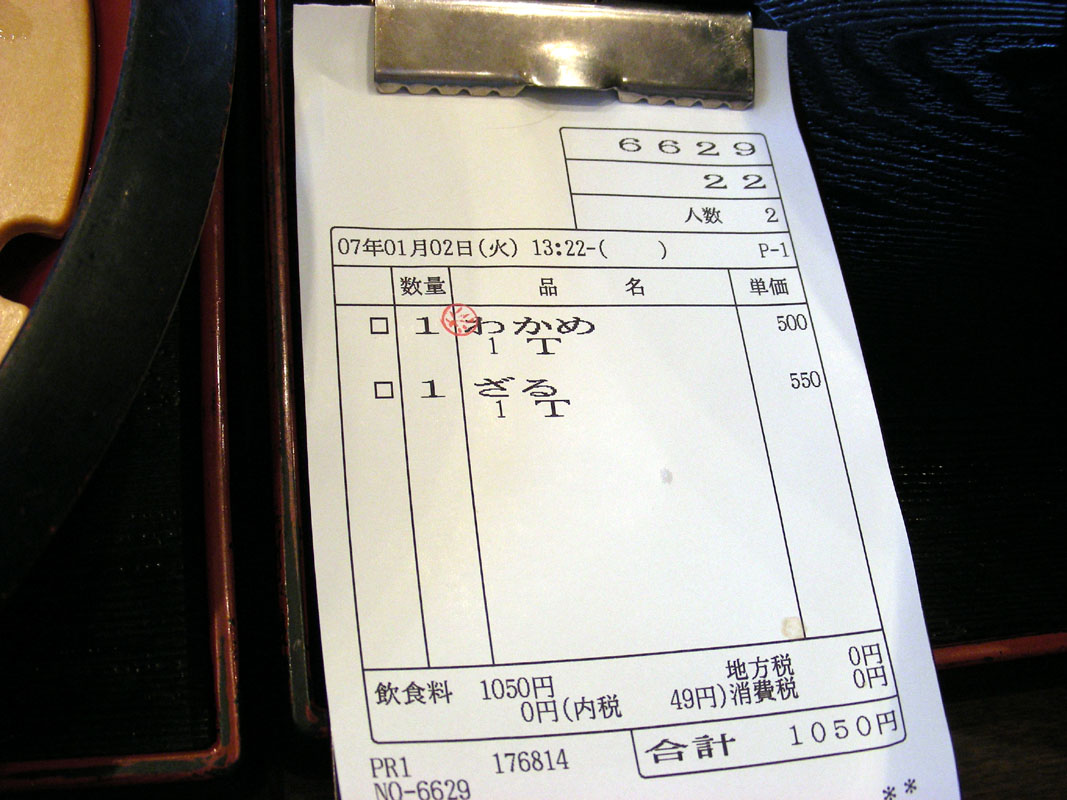 6629
22
人数 2
07年01月02日(火) 13:22-( ) P-1
数量 品 名 単価
□ 1 わかめ 500
1 T
□ 1 ざる 550
1 T
地方税 0円
飲食料 1050円
0円(内税 49円)消費税 0円
合計 1050円
PR1 176814
NO-6629
**